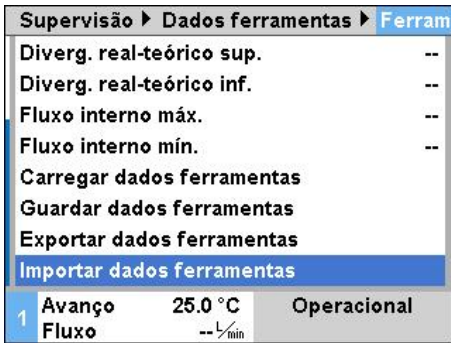 Supervisão ▶ Dados ferramentas ▶ Ferram
Diverg. real-teórico sup. --
Diverg. real-teórico inf. --
Fluxo interno máx. --
Fluxo interno mín. --
Carregar dados ferramentas
Guardar dados ferramentas
Exportar dados ferramentas
Importar dados ferramentas
1 Avanço 25.0 °C Operacional
Fluxo -- L/min